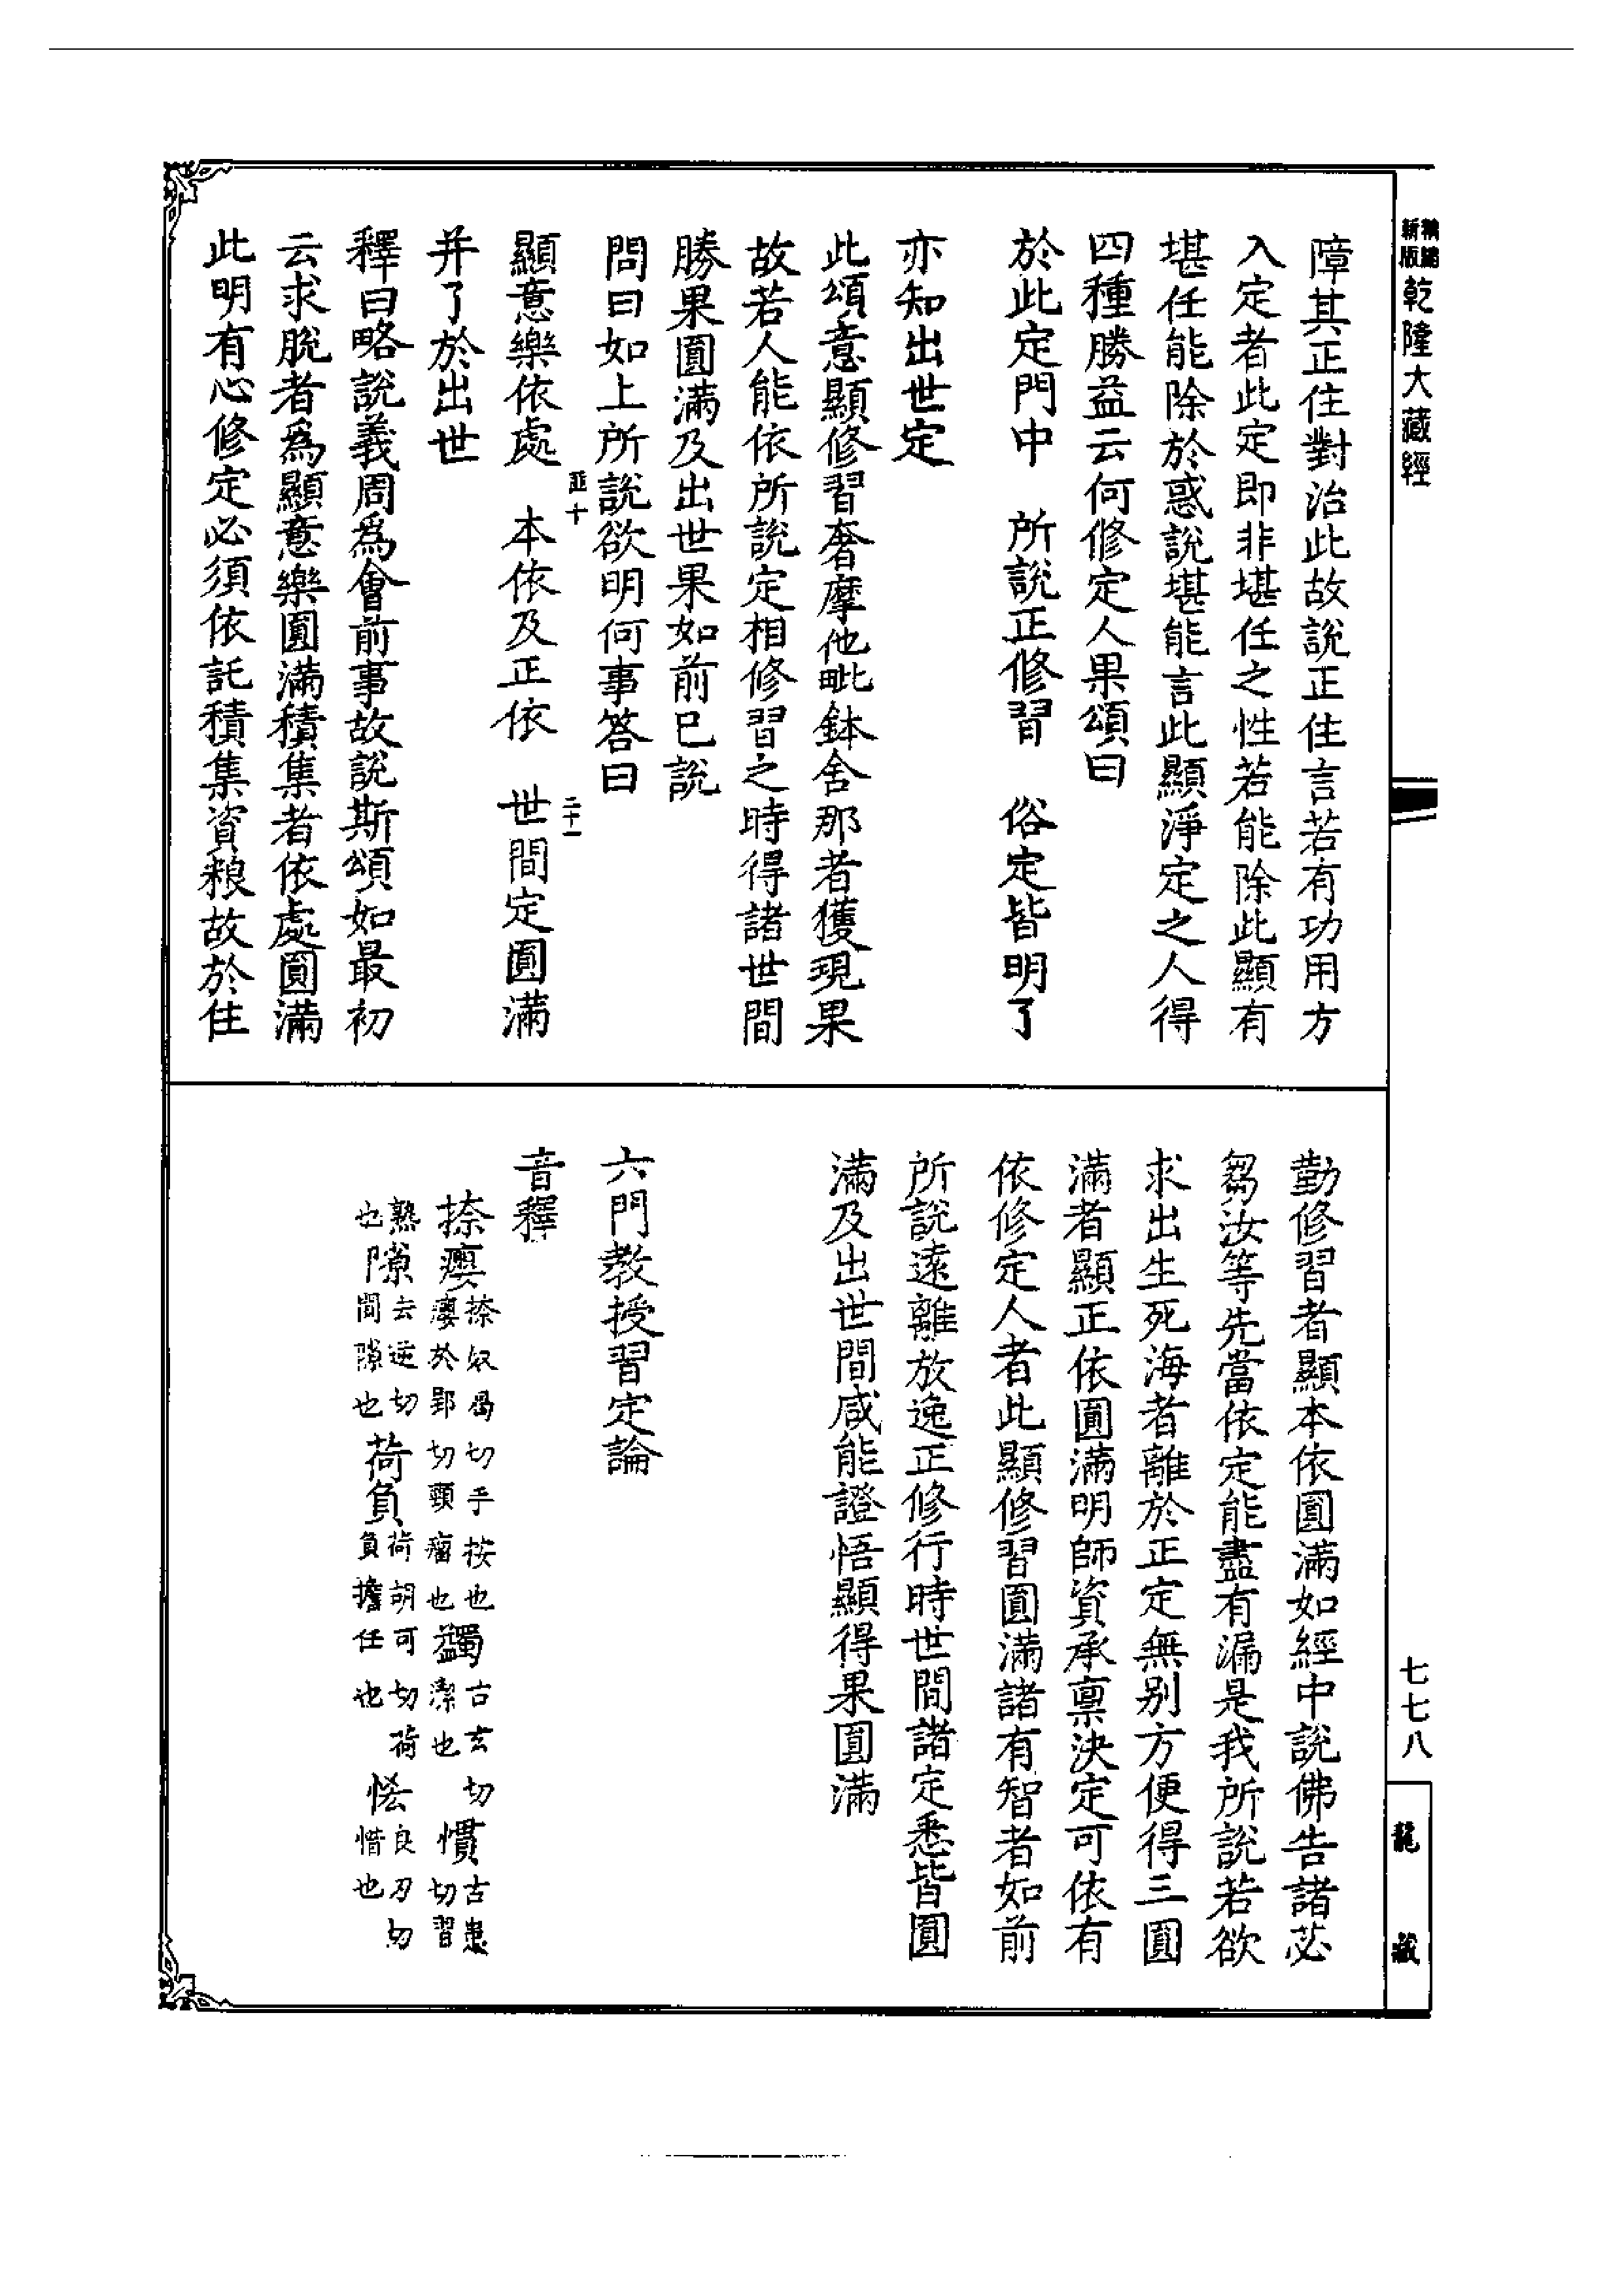 新版精縮乾隆大藏經
障其正住對治此故說正住言若有功用方
入定者此定即非堪任之性若能除此顯有
堪任能除於惑說堪能言此顯淨定之人得
四種勝益云何修定人果頌曰
於此定門中　所說正修習　俗定皆明了
亦知出世定
此頌意顯修習奢摩他毗鉢舍那者獲現果
故若人能依所說定相修習之時得諸世間
勝果圓滿及出世果如前已說
問曰如上所說欲明何事答曰
顯意樂依處　本依及正依　世間定圓滿
并了於出世
釋曰略說義周為會前事故說斯頌如最初
云求脫者為顯意樂圓滿積集者依處圓滿
此明有心修定必須依託積集資糧故於住
勤修習者顯本依圓滿如經中說佛告諸苾
芻汝等先當依定能盡有漏是我所說若欲
求出生死海者離於正定無別方便得三圓
滿者顯正依圓滿明師資承稟決定可依有
依修定人者此顯修習圓滿諸有智者如前
所說遠離放逸正修行時世間諸定悉皆圓
滿及出世間咸能證悟顯得果圓滿
六門教授習定論
音釋
捺癭捺奴曷切手按也癭於郢切頸瘤也蠲古玄切潔也慣古患切習
熟也隙去逆切間隙也荷負荷胡可切荷負擔任也恡良刃切惜也
七七八
龍藏